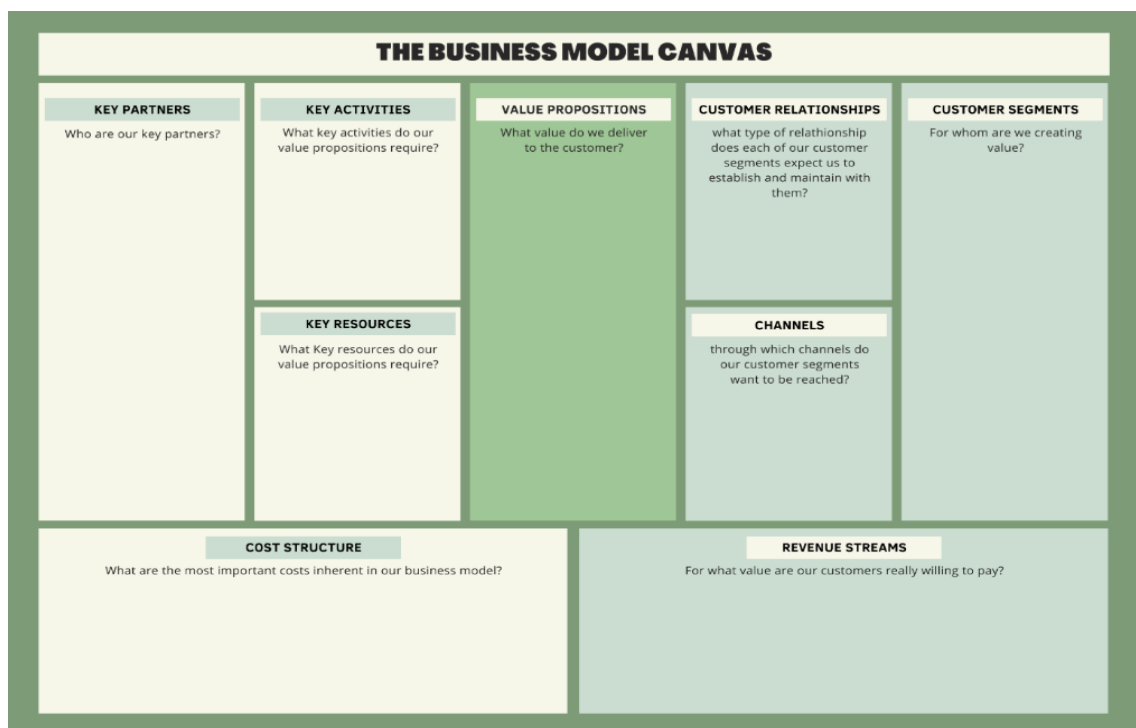 THE BUSINESS MODEL CANVAS
KEY PARTNERS
Who are our key partners?
KEY ACTIVITIES
What key activities do our
value propositions require?
KEY RESOURCES
What Key resources do our
value propositions require?
VALUE PROPOSITIONS
What value do we deliver
to the customer?
CUSTOMER RELATIONSHIPS
what type of relathionship
does each of our customer
segments expect us to
establish and maintain with
them?
CHANNELS
through which channels do
our customer segments
want to be reached?
CUSTOMER SEGMENTS
For whom are we creating
value?
COST STRUCTURE
What are the most important costs inherent in our business model?
REVENUE STREAMS
For what value are our customers really willing to pay?